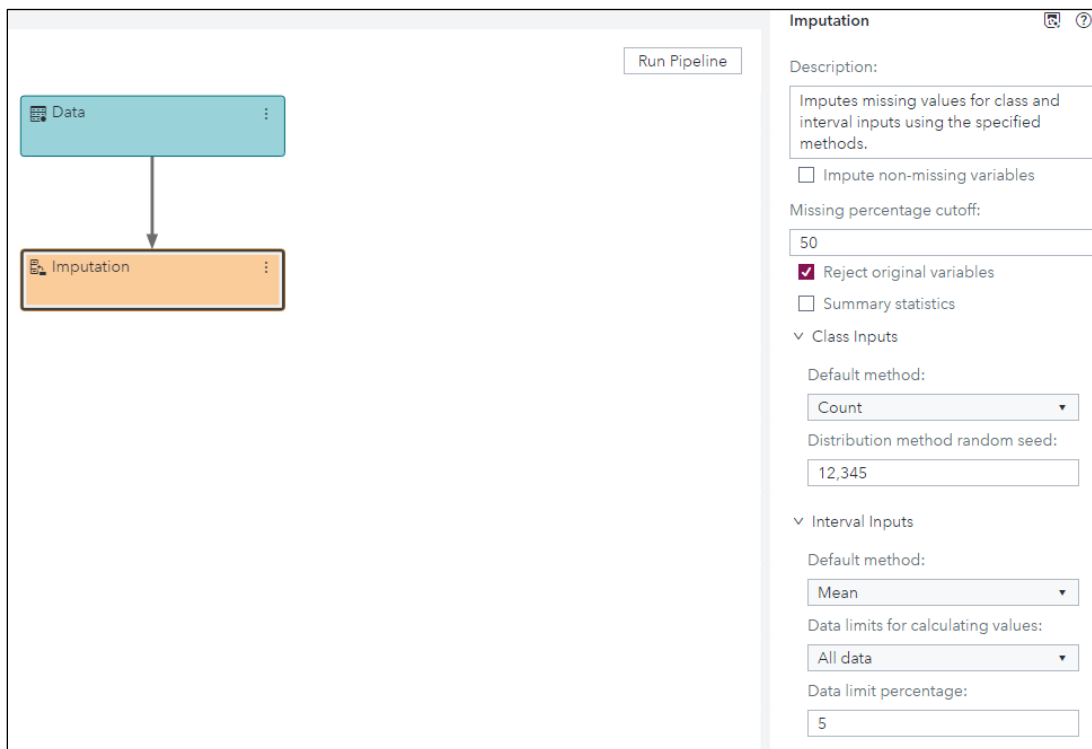 Run Pipeline
Data
Imputation
Imputation
Description:
Imputes missing values for class and
interval inputs using the specified
methods.
Impute non-missing variables
Missing percentage cutoff:
50
Reject original variables
Summary statistics
Class Inputs
Default method:
Count
Distribution method random seed:
12,345
Interval Inputs
Default method:
Mean
Data limits for calculating values:
All data
Data limit percentage:
5